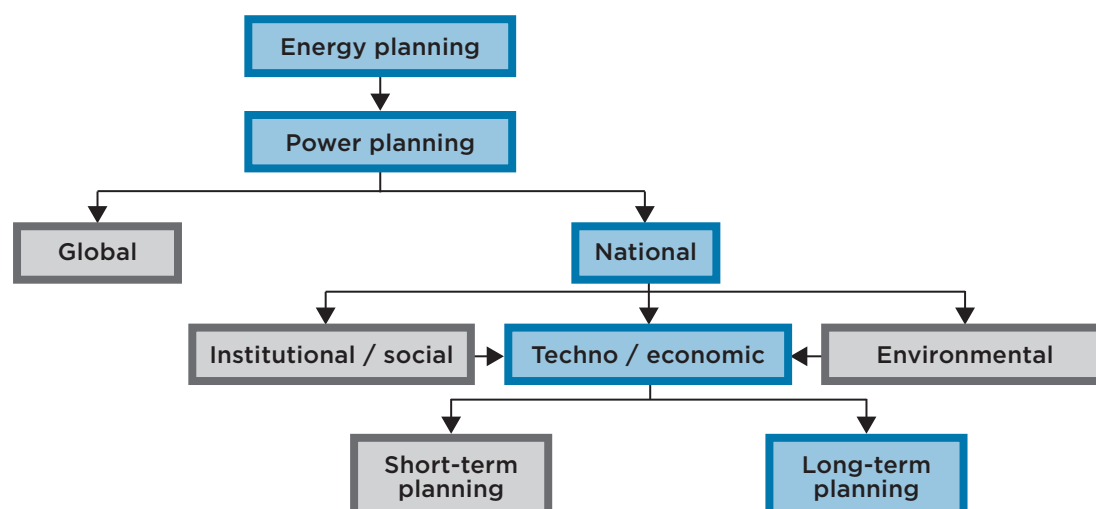 Energy planning
Power planning
Global
National
Institutional / social
Techno / economic
Environmental
Short-term
planning
Long-term
planning